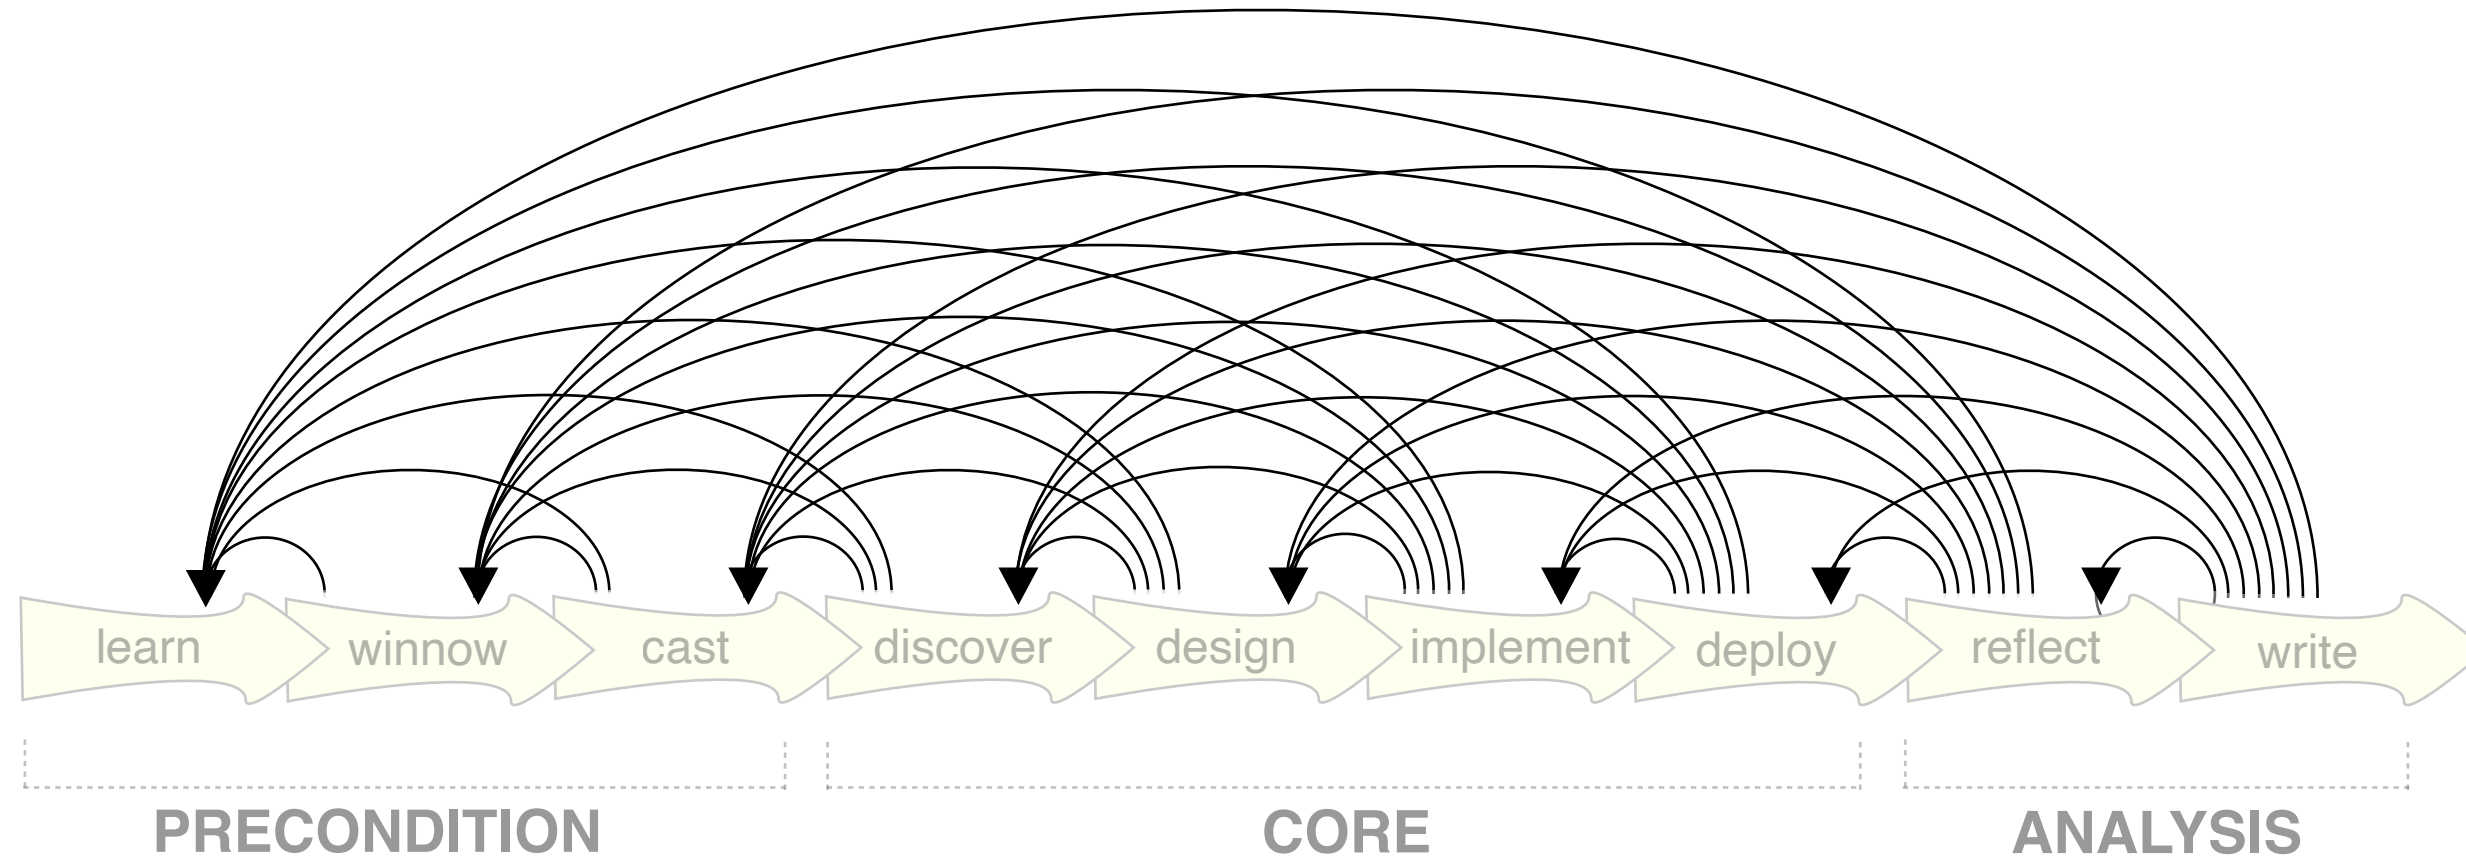 learn
winnow
cast
discover
design
implement
deploy
reflect
write
PRECONDITION
CORE
ANALYSIS